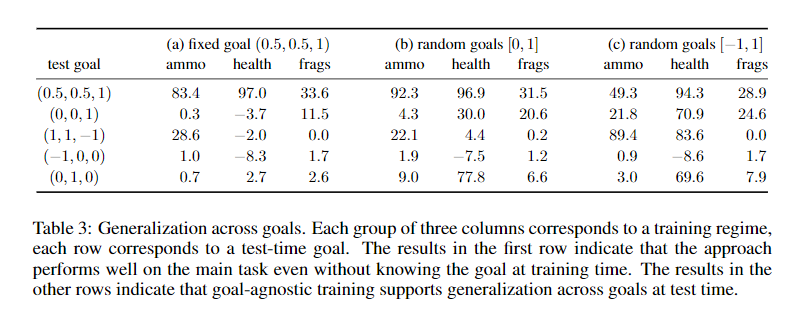 (a) fixed goal (0.5, 0.5, 1) (b) random goals [0, 1] (c) random goals [−1, 1]
test goal ammo health frags ammo health frags ammo health frags
(0.5, 0.5, 1) 83.4 97.0 33.6 92.3 96.9 31.5 49.3 94.3 28.9
(0, 0, 1) 0.3 −3.7 11.5 4.3 30.0 20.6 21.8 70.9 24.6
(1, 1, −1) 28.6 −2.0 0.0 22.1 4.4 0.2 89.4 83.6 0.0
(−1, 0, 0) 1.0 −8.3 1.7 1.9 −7.5 1.2 0.9 −8.6 1.7
(0, 1, 0) 0.7 2.7 2.6 9.0 77.8 6.6 3.0 69.6 7.9
Table 3: Generalization across goals. Each group of three columns corresponds to a training regime,
each row corresponds to a test-time goal. The results in the first row indicate that the approach
performs well on the main task even without knowing the goal at training time. The results in the
other rows indicate that goal-agnostic training supports generalization across goals at test time.